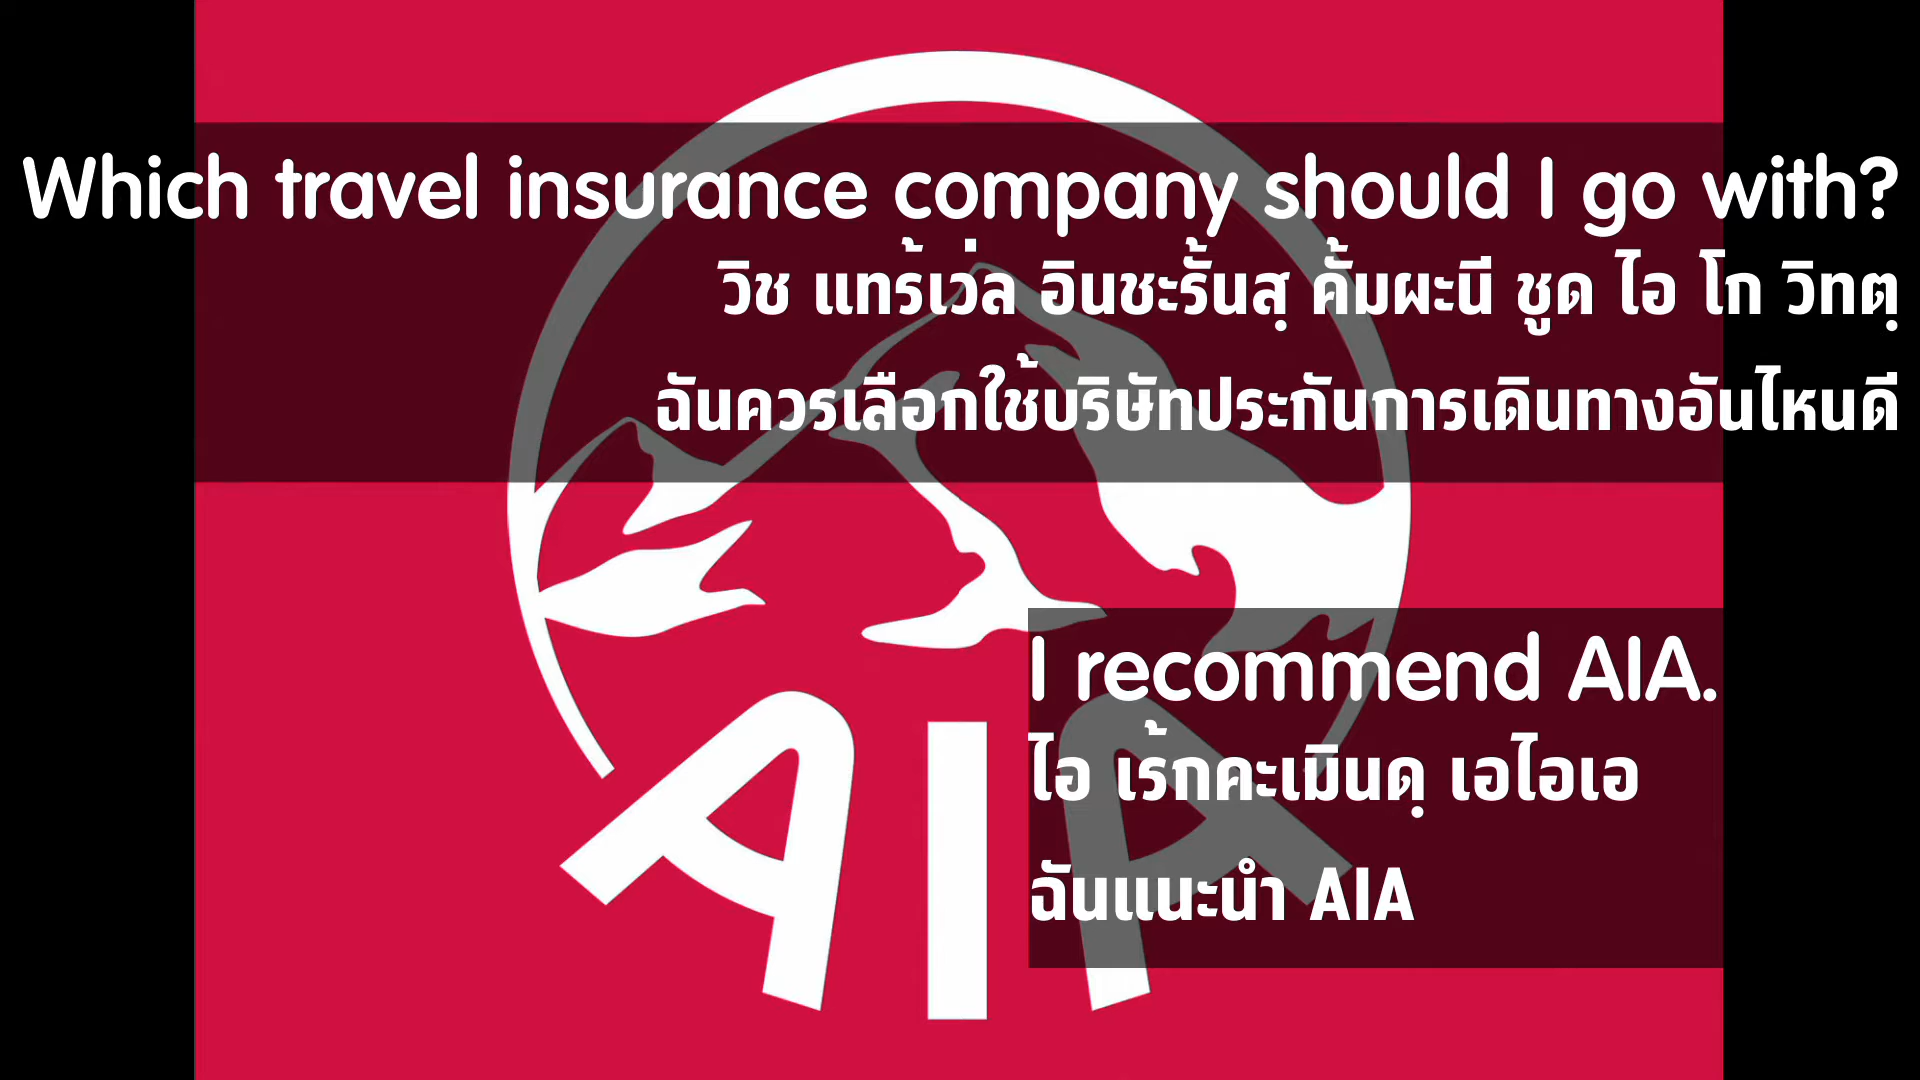 Which travel insurance company should I go with?
วิช แทร้เว่ล อินชะรั้นสฺ คั้มผะนี ชูด ไอ โก วิทตฺ
ฉันควรเลือกใช้บริษัทประกันการเดินทางอันไหนดี
I recommend AIA.
ไอ เร้กคะเมินดฺ เอไอเอ
ฉันแนะนำ AIA
AIA